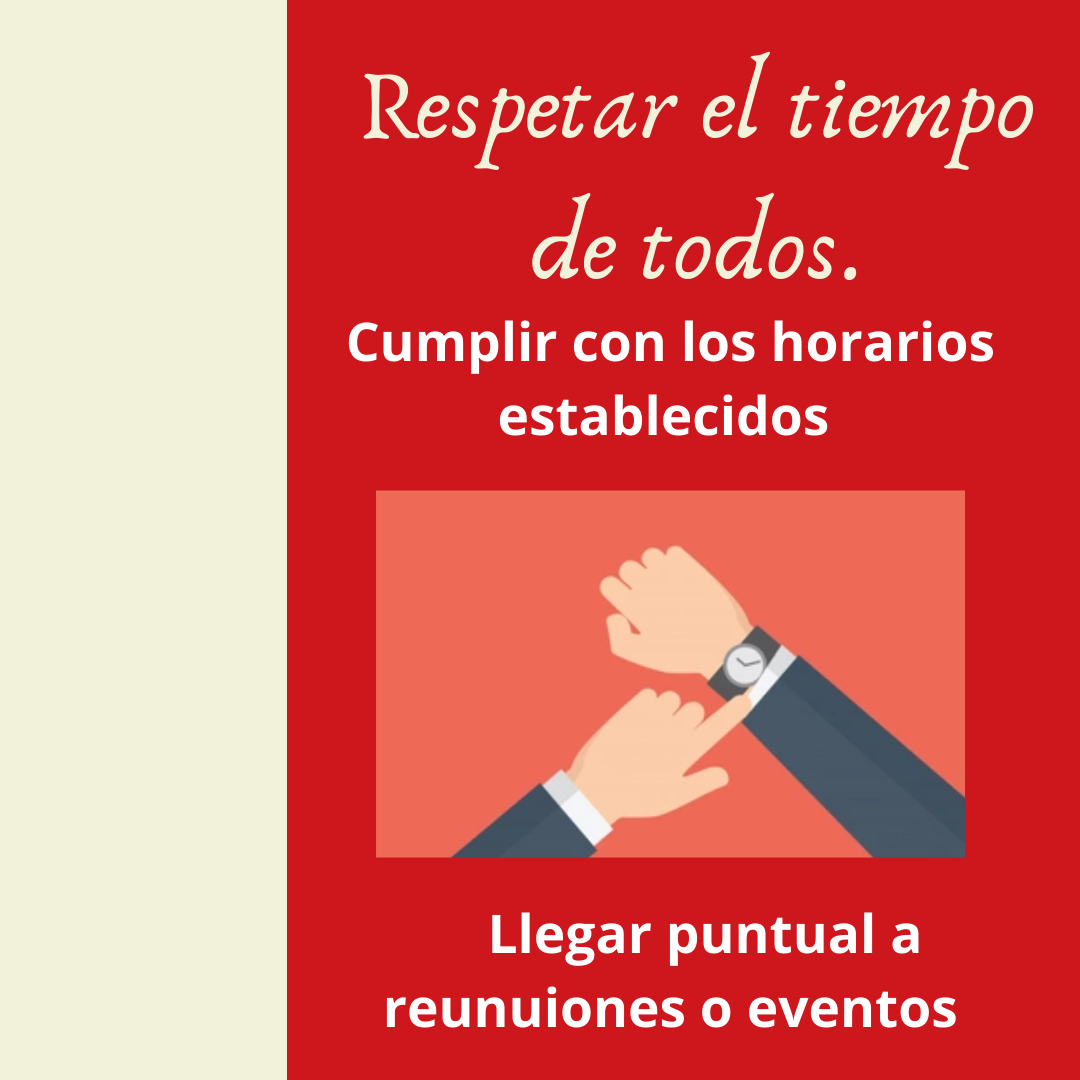 Respetar el tiempo
de todos.
Cumplir con los horarios
establecidos
Llegar puntual a
reunuiones o eventos